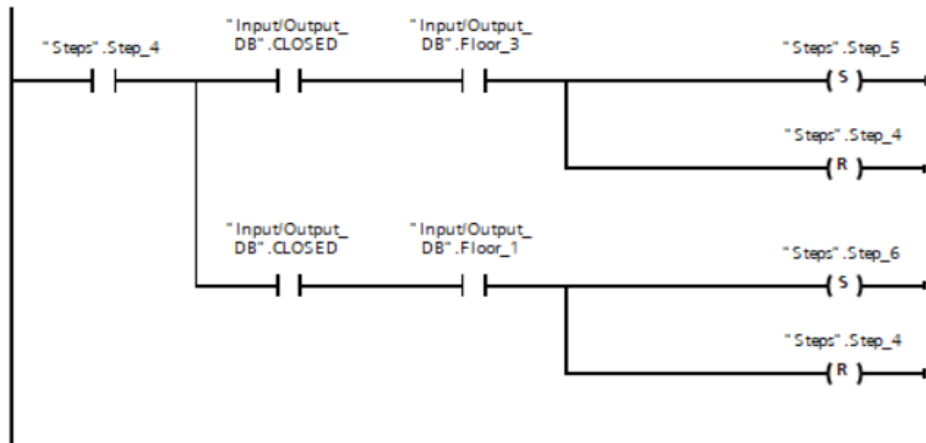 "Input/Output_
"Input/Output_
"Steps".Step_4
DB".CLOSED
DB".Floor_3
"Steps".Step_5
S
"Steps".Step_4
R
"Input/Output_
"Input/Output_
DB".CLOSED
DB".Floor_1
"Steps".Step_6
S
"Steps".Step_4
R